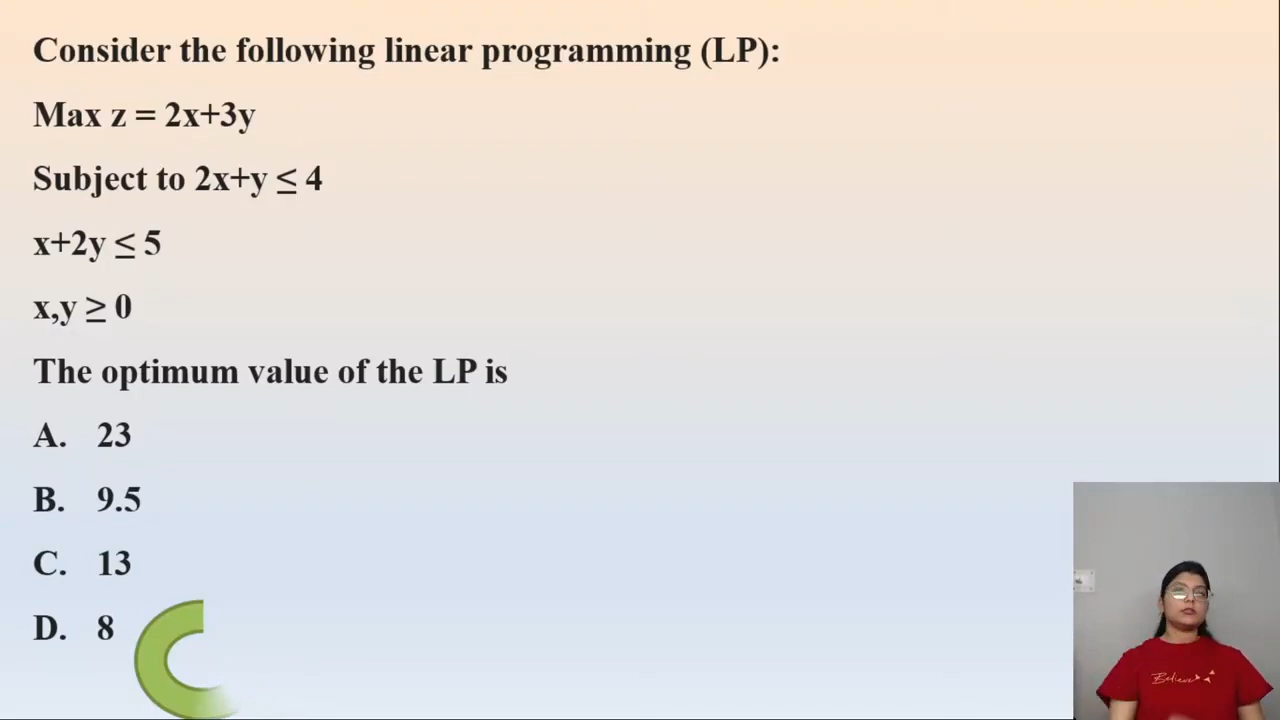 Consider the following linear programming (LP):
Max z = 2x+3y
Subject to 2x+y ≤ 4
x+2y ≤ 5
x,y ≥ 0
The optimum value of the LP is
A. 23
B. 9.5
C. 13
D. 8
Believe